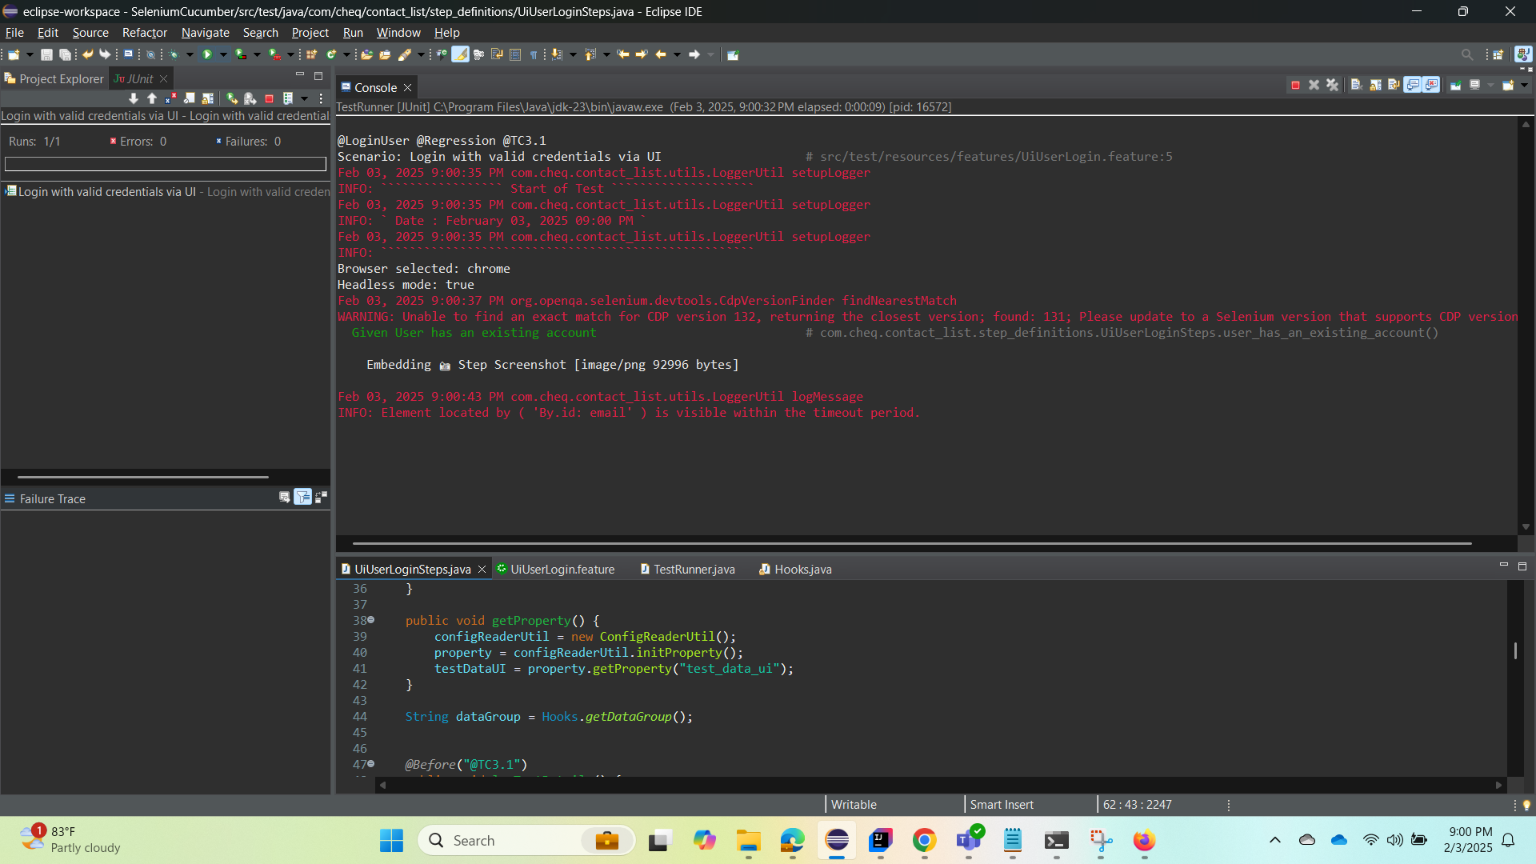 eclipse-workspace - SeleniumCucumber/src/test/java/com/cheq/contact_list/step_definitions/UiUserLoginSteps.java - Eclipse IDE
File Edit Source Refactor Navigate Search Project Run Window Help
Project Explorer JUnit
Console
TestRunner [JUnit] C:\Program Files\Java\jdk-23\bin\javaw.exe (Feb 3, 2025, 9:00:32 PM elapsed: 0:00:09) [pid: 16572]
Login with valid credentials via UI - Login with valid credential
Runs: 1/1 Errors: 0 Failures: 0
Login with valid credentials via UI - Login with valid creden
@LoginUser @Regression @TC3.1
Scenario: Login with valid credentials via UI # src/test/resources/features/UiUserLogin.feature:5
Feb 03, 2025 9:00:35 PM com.cheq.contact_list.utils.LoggerUtil setupLogger
INFO: ````````````````` Start of Test ````````````````````
Feb 03, 2025 9:00:35 PM com.cheq.contact_list.utils.LoggerUtil setupLogger
INFO: ` Date : February 03, 2025 09:00 PM `
Feb 03, 2025 9:00:35 PM com.cheq.contact_list.utils.LoggerUtil setupLogger
INFO: ````````````````````````````````````````````````````
Browser selected: chrome
Headless mode: true
Feb 03, 2025 9:00:37 PM org.openqa.selenium.devtools.CdpVersionFinder findNearestMatch
WARNING: Unable to find an exact match for CDP version 132, returning the closest version; found: 131; Please update to a Selenium version that supports CDP version
Given User has an existing account # com.cheq.contact_list.step_definitions.UiUserLoginSteps.user_has_an_existing_account()
Embedding 📷 Step Screenshot [image/png 92996 bytes]
Feb 03, 2025 9:00:43 PM com.cheq.contact_list.utils.LoggerUtil logMessage
INFO: Element located by ( 'By.id: email' ) is visible within the timeout period.
Failure Trace
UiUserLoginSteps.java UiUserLogin.feature TestRunner.java Hooks.java
36 }
37
38 public void getProperty() {
39 configReaderUtil = new ConfigReaderUtil();
40 property = configReaderUtil.initProperty();
41 testDataUI = property.getProperty("test_data_ui");
42 }
43
44 String dataGroup = Hooks.getDataGroup();
45
46
47 @Before("@TC3.1")
Writable Smart Insert 62 : 43 : 2247
1
83°F
Partly cloudy
Search
9:00 PM
2/3/2025